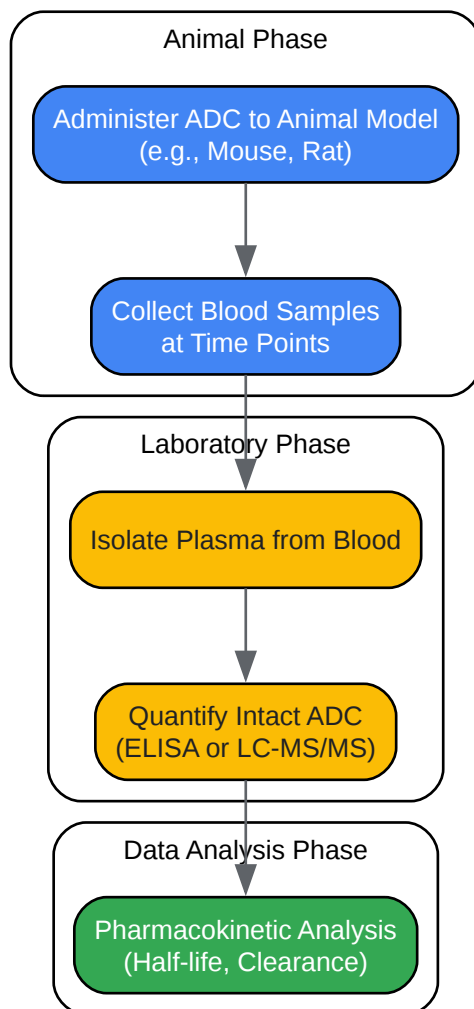 Animal Phase
Administer ADC to Animal Model
(e.g., Mouse, Rat)
Collect Blood Samples
at Time Points
Laboratory Phase
Isolate Plasma from Blood
Quantify Intact ADC
(ELISA or LC-MS/MS)
Data Analysis Phase
Pharmacokinetic Analysis
(Half-life, Clearance)